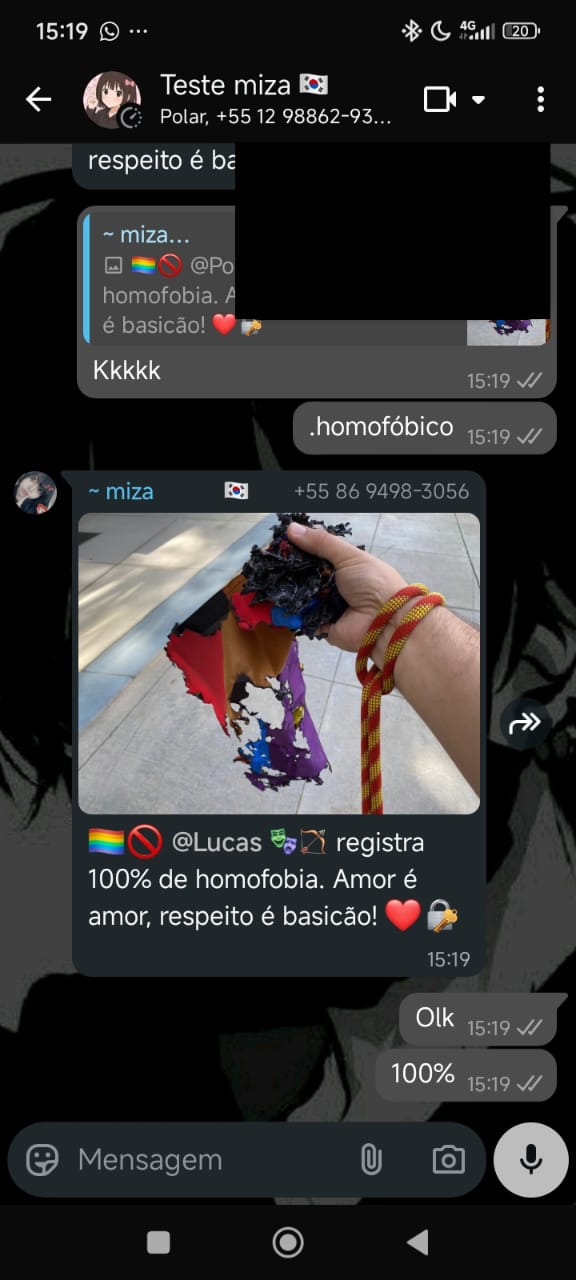 15:19
4G
20
Teste miza 🇰🇷
Polar, +55 12 98862-93...
respeito é
~ miza...
🏳️‍🌈🚫
homofobia.
é basicão! ❤️🔐
Kkkkk
15:19
.homofóbico 15:19
~ miza 🇰🇷 +55 86 9498-3056
🏳️‍🌈🚫 @Lucas 🎭🏹 registra
100% de homofobia. Amor é
amor, respeito é basicão! ❤️🔐
15:19
Olk 15:19
100% 15:19
Mensagem